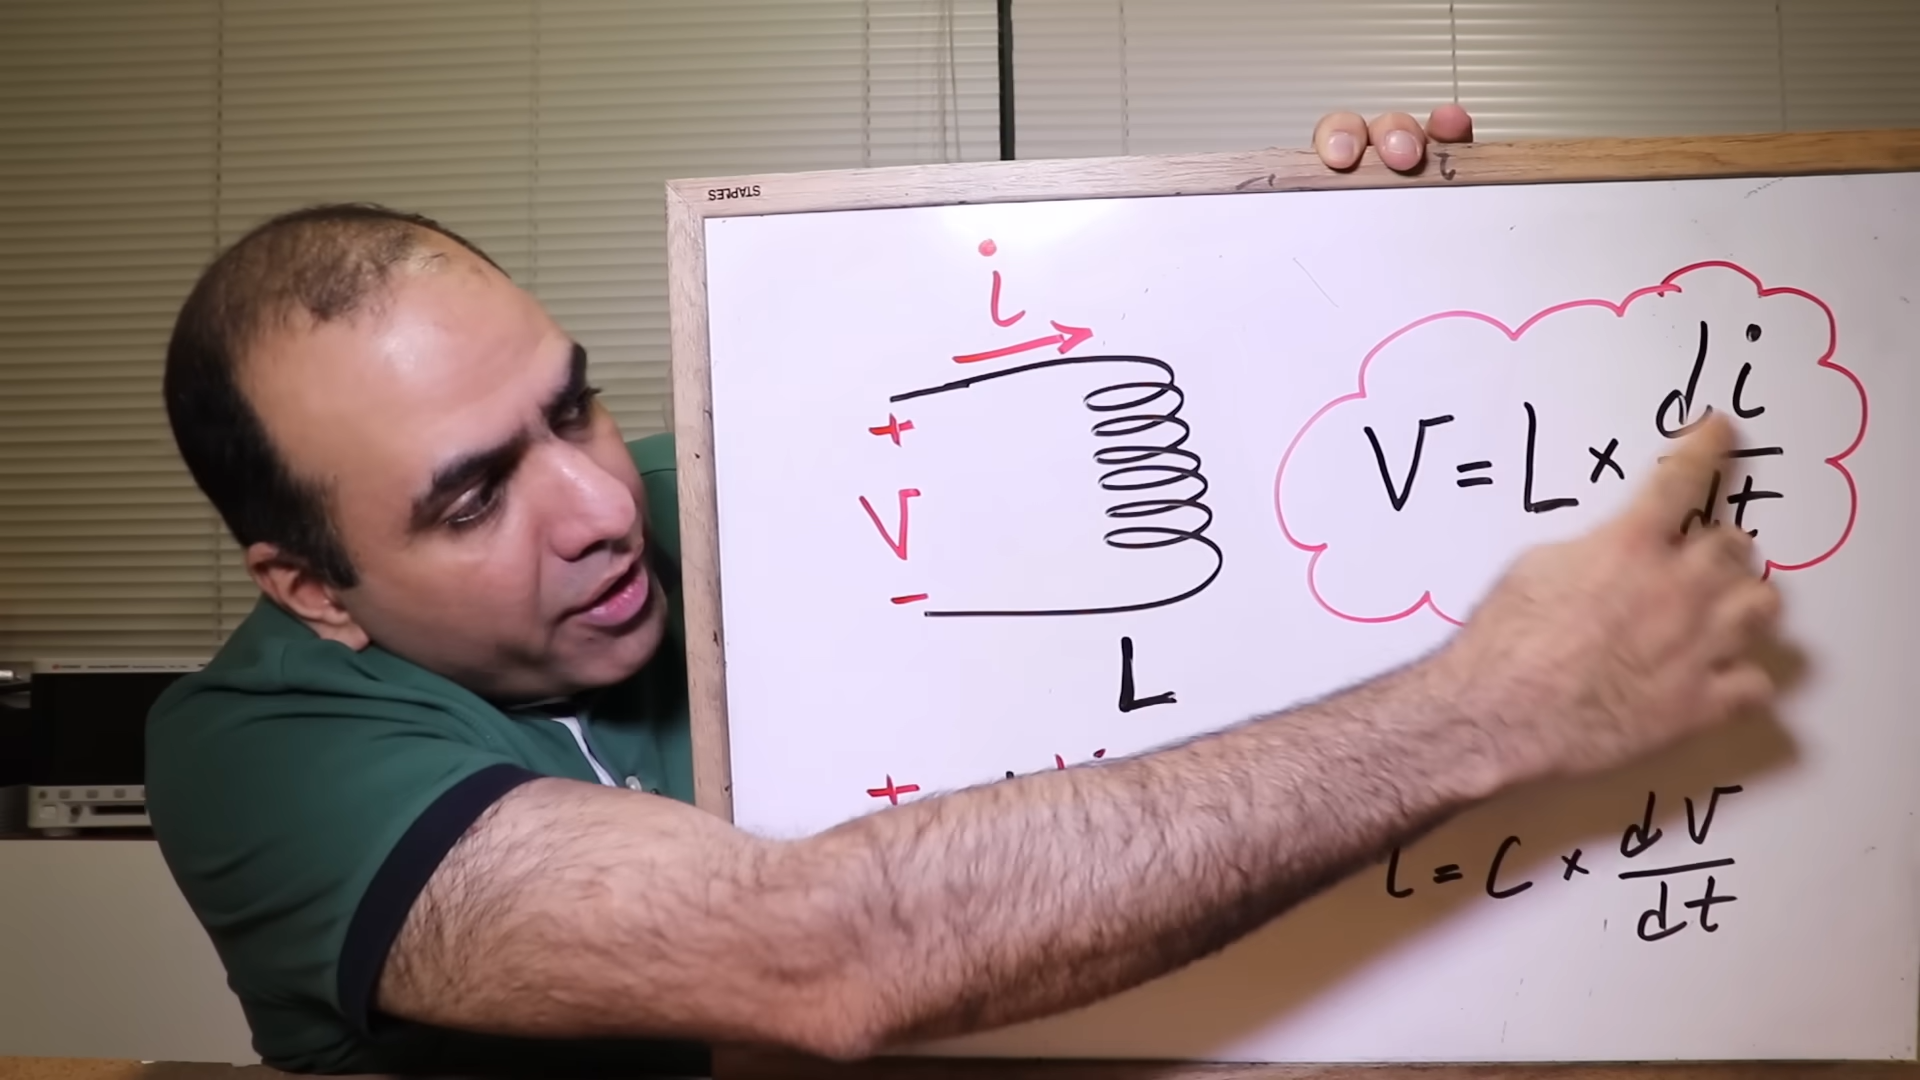 STAPLES
i
+
V
-
L
V = L × di/dt
+
i = C × dV/dt